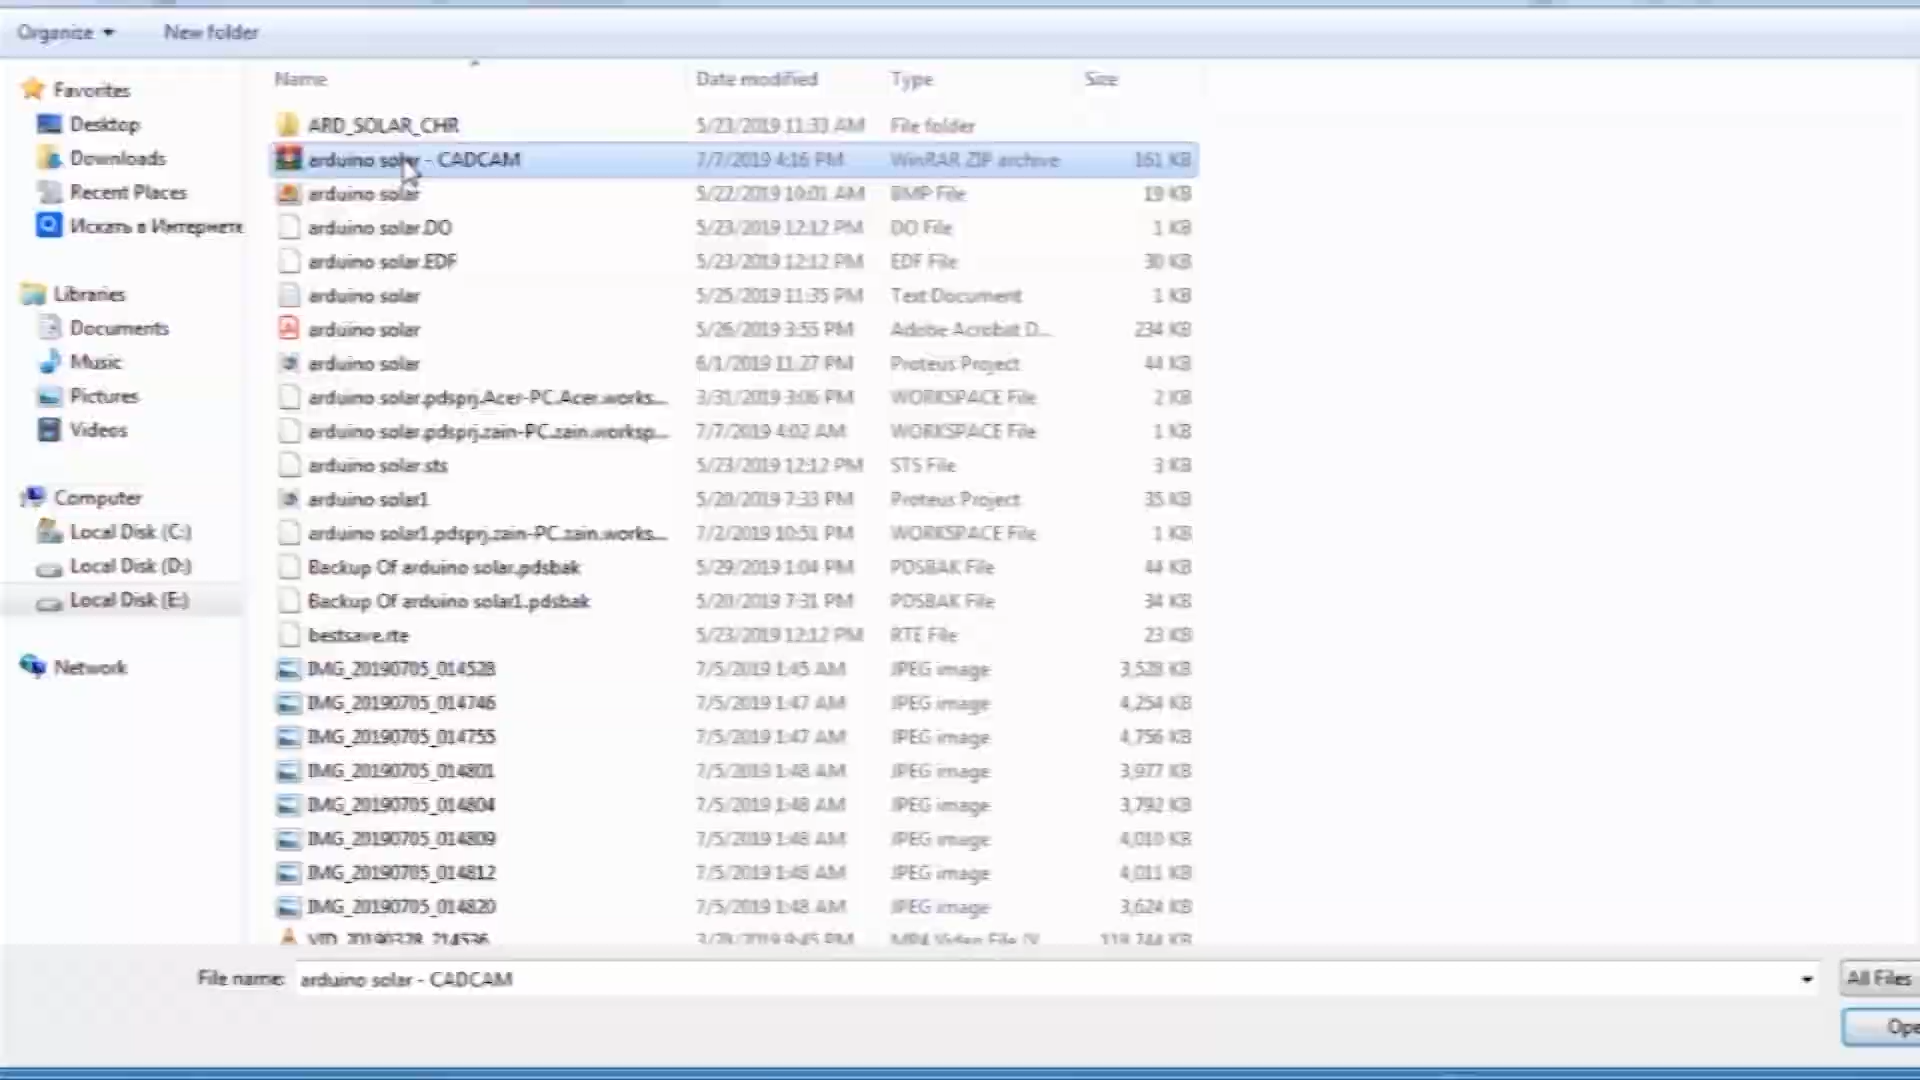 Organize New folder
Name Date modified Type Size
Favorites
Desktop
Downloads
Recent Places
Искать в Интернете
Libraries
Documents
Music
Pictures
Videos
Computer
Local Disk (C:)
Local Disk (D:)
Local Disk (E:)
Network
ARD_SOLAR_CHR 5/23/2019 11:33 AM File folder
arduino solar - CADCAM 7/7/2019 4:16 PM WinRAR ZIP archive 161 KB
arduino solar 5/22/2019 10:01 AM BMP File 19 KB
arduino solar.DO 5/23/2019 12:12 PM DO File 1 KB
arduino solar.EDF 5/23/2019 12:12 PM EDF File 30 KB
arduino solar 5/25/2019 11:35 PM Text Document 1 KB
arduino solar 5/26/2019 3:55 PM Adobe Acrobat D... 234 KB
arduino solar 6/1/2019 11:27 PM Proteus Project 44 KB
arduino solar.pdsprj.Acer-PC.Acer.works... 3/31/2019 3:06 PM WORKSPACE File 2 KB
arduino solar.pdsprj.zain-PC.zain.worksp... 7/7/2019 4:02 AM WORKSPACE File 1 KB
arduino solar.sts 5/23/2019 12:12 PM STS File 3 KB
arduino solar1 5/20/2019 7:33 PM Proteus Project 35 KB
arduino solar1.pdsprj.zain-PC.zain.works... 7/2/2019 10:51 PM WORKSPACE File 1 KB
Backup Of arduino solar.pdsbak 5/29/2019 1:04 PM PDSBAK File 44 KB
Backup Of arduino solar1.pdsbak 5/20/2019 7:31 PM PDSBAK File 34 KB
bestsave.rte 5/23/2019 12:12 PM RTE File 23 KB
IMG_20190705_014528 7/5/2019 1:45 AM JPEG image 3,528 KB
IMG_20190705_014746 7/5/2019 1:47 AM JPEG image 4,254 KB
IMG_20190705_014755 7/5/2019 1:47 AM JPEG image 4,756 KB
IMG_20190705_014801 7/5/2019 1:48 AM JPEG image 3,977 KB
IMG_20190705_014804 7/5/2019 1:48 AM JPEG image 3,792 KB
IMG_20190705_014809 7/5/2019 1:48 AM JPEG image 4,010 KB
IMG_20190705_014812 7/5/2019 1:48 AM JPEG image 4,011 KB
IMG_20190705_014820 7/5/2019 1:48 AM JPEG image 3,624 KB
VID_20190328_214536 3/28/2019 9:45 PM MP4 Video File (V
File name: arduino solar - CADCAM All Files
Ope